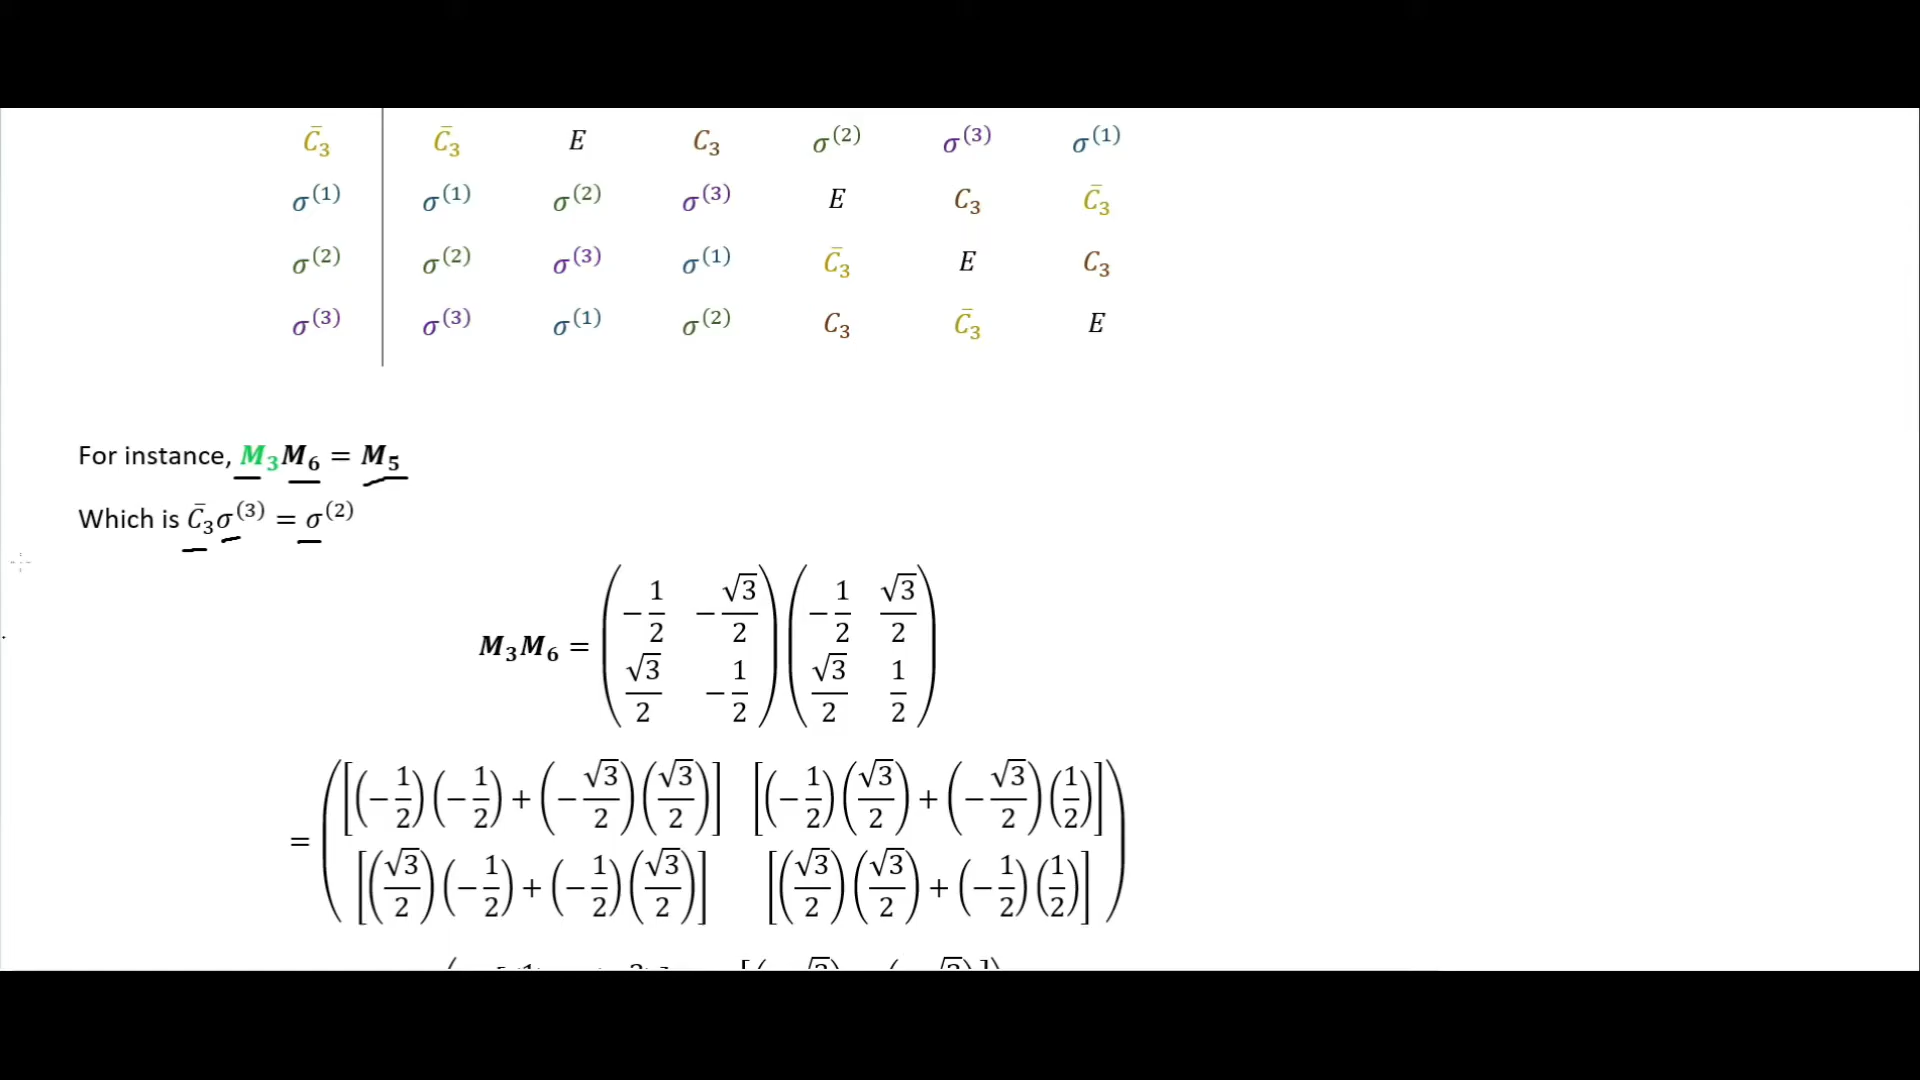 C̄₃ C̄₃ E C₃ σ⁽²⁾ σ⁽³⁾ σ⁽¹⁾
σ⁽¹⁾ σ⁽¹⁾ σ⁽²⁾ σ⁽³⁾ E C₃ C̄₃
σ⁽²⁾ σ⁽²⁾ σ⁽³⁾ σ⁽¹⁾ C̄₃ E C₃
σ⁽³⁾ σ⁽³⁾ σ⁽¹⁾ σ⁽²⁾ C₃ C̄₃ E
For instance, M₃M₆ = M₅
Which is C̄₃σ⁽³⁾ = σ⁽²⁾
M₃M₆ = (−1/2 −√3/2; √3/2 −1/2)(−1/2 √3/2; √3/2 1/2)
= ([(−1/2)(−1/2) + (−√3/2)(√3/2)] [(−1/2)(√3/2) + (−√3/2)(1/2)]
[(√3/2)(−1/2) + (−1/2)(√3/2)] [(√3/2)(√3/2) + (−1/2)(1/2)])